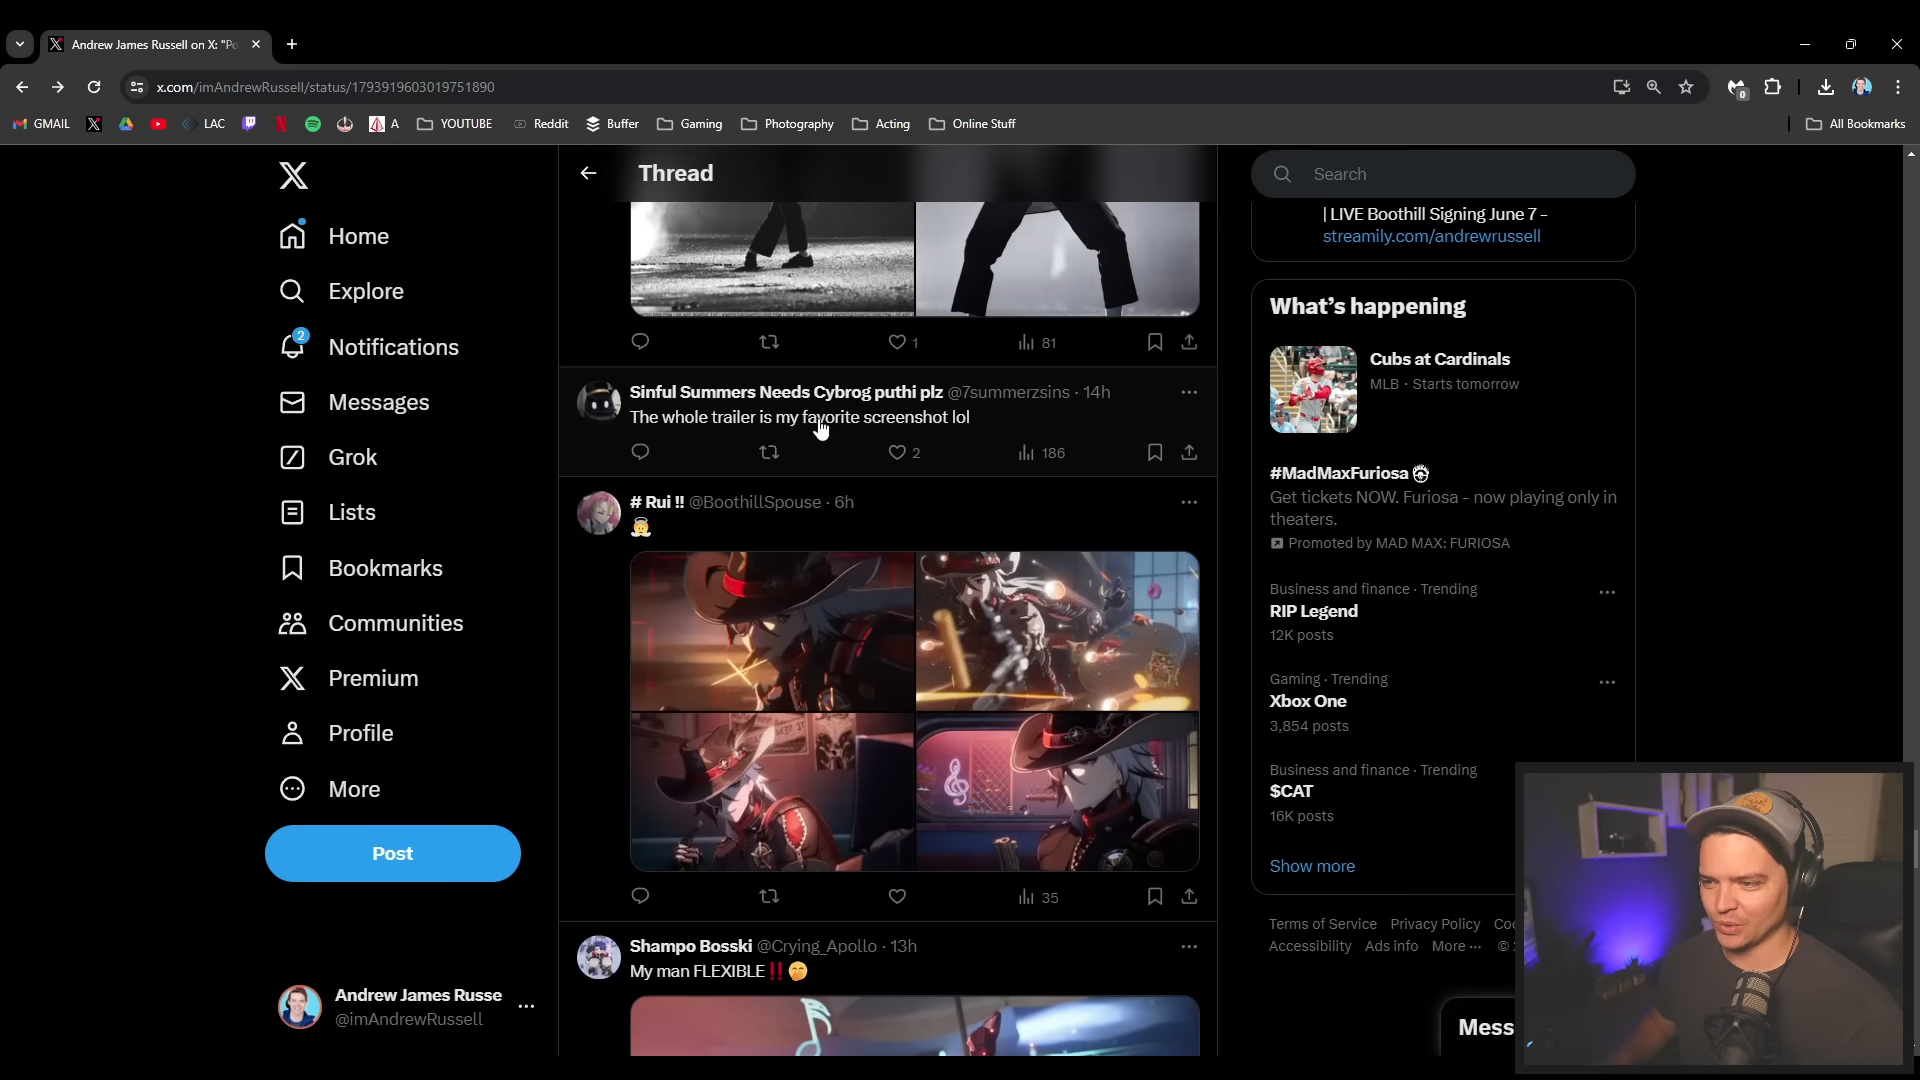 Andrew James Russell on X: "Po
x.com/imAndrewRussell/status/1793919603019751890
0
GMAIL
LAC
A
YOUTUBE
Reddit
Buffer
Gaming
Photography
Acting
Online Stuff
All Bookmarks
Home
Explore
2
Notifications
Messages
Grok
Lists
Bookmarks
Communities
Premium
Profile
More
Post
Andrew James Russe
@imAndrewRussell
Thread
1
81
Sinful Summers Needs Cybrog puthi plz @7summerzsins · 14h
The whole trailer is my favorite screenshot lol
2
186
# Rui !! @BoothillSpouse · 6h
35
Shampo Bosski @Crying_Apollo · 13h
My man FLEXIBLE‼️🤭
Search
| LIVE Boothill Signing June 7 -
streamily.com/andrewrussell
What's happening
Cubs at Cardinals
MLB · Starts tomorrow
#MadMaxFuriosa
Get tickets NOW. Furiosa - now playing only in
theaters.
Promoted by MAD MAX: FURIOSA
Business and finance · Trending
RIP Legend
12K posts
Gaming · Trending
Xbox One
3,854 posts
Business and finance · Trending
$CAT
16K posts
Show more
Terms of Service Privacy Policy Coo
Accessibility Ads info More ··· ©
Mess